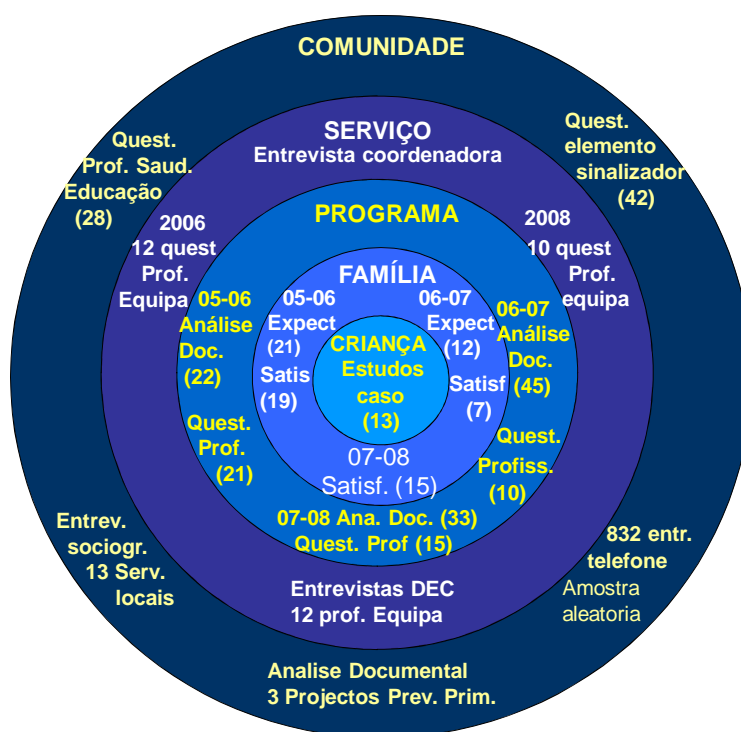 COMUNIDADE
Quest.
Prof. Saud.
Educação
(28)
Quest.
elemento
sinalizador
(42)
SERVIÇO
Entrevista coordenadora
2006
12 quest
Prof.
Equipa
2008
10 quest
Prof.
equipa
PROGRAMA
05-06
Análise
Doc.
(22)
06-07
Análise
Doc.
(45)
FAMÍLIA
05-06
Expect
(21)
Satis
(19)
06-07
Expect
(12)
Satisf
(7)
CRIANÇA
Estudos
caso
(13)
Quest.
Prof.
(21)
Quest.
Profiss.
(10)
07-08
Satisf. (15)
07-08 Ana. Doc. (33)
Quest. Prof (15)
Entrev.
sociogr.
13 Serv.
locais
832 entr.
telefone
Amostra
aleatoria
Entrevistas DEC
12 prof. Equipa
Analise Documental
3 Projectos Prev. Prim.